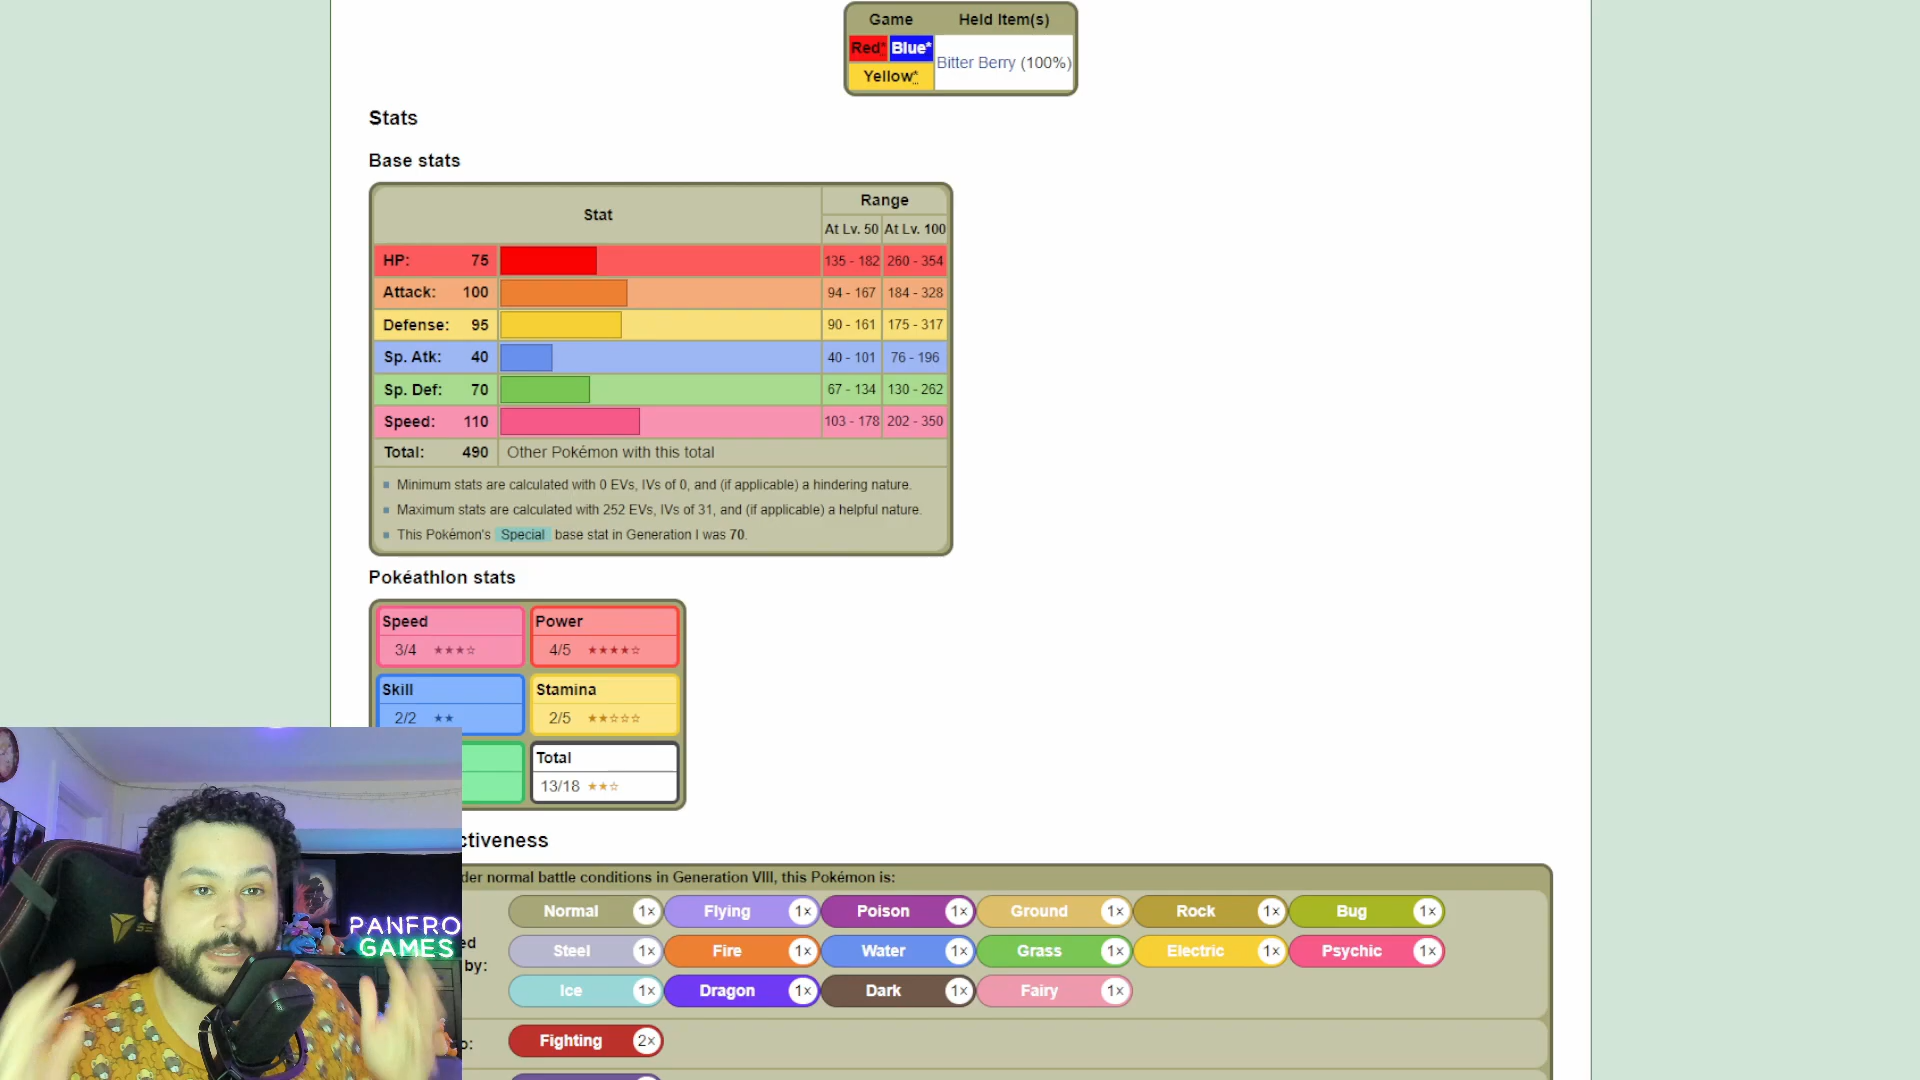 Game Held Item(s)
Red* Blue*
Yellow*
Bitter Berry (100%)
Stats
Base stats
Stat Range
At Lv. 50 At Lv. 100
HP: 75 135 - 182 260 - 354
Attack: 100 94 - 167 184 - 328
Defense: 95 90 - 161 175 - 317
Sp. Atk: 40 40 - 101 76 - 196
Sp. Def: 70 67 - 134 130 - 262
Speed: 110 103 - 178 202 - 350
Total: 490 Other Pokémon with this total
Minimum stats are calculated with 0 EVs, IVs of 0, and (if applicable) a hindering nature.
Maximum stats are calculated with 252 EVs, IVs of 31, and (if applicable) a helpful nature.
This Pokémon's Special base stat in Generation I was 70.
Pokéathlon stats
Speed Power
3/4 ★★★☆ 4/5 ★★★★☆
Skill Stamina
2/2 ★★ 2/5 ★★☆☆☆
Total
13/18 ★★☆
ctiveness
der normal battle conditions in Generation VIII, this Pokémon is:
Normal 1× Flying 1× Poison 1× Ground 1× Rock 1× Bug 1×
ed
by:
Steel 1× Fire 1× Water 1× Grass 1× Electric 1× Psychic 1×
Ice 1× Dragon 1× Dark 1× Fairy 1×
o:
Fighting 2×
PANFRO
GAMES